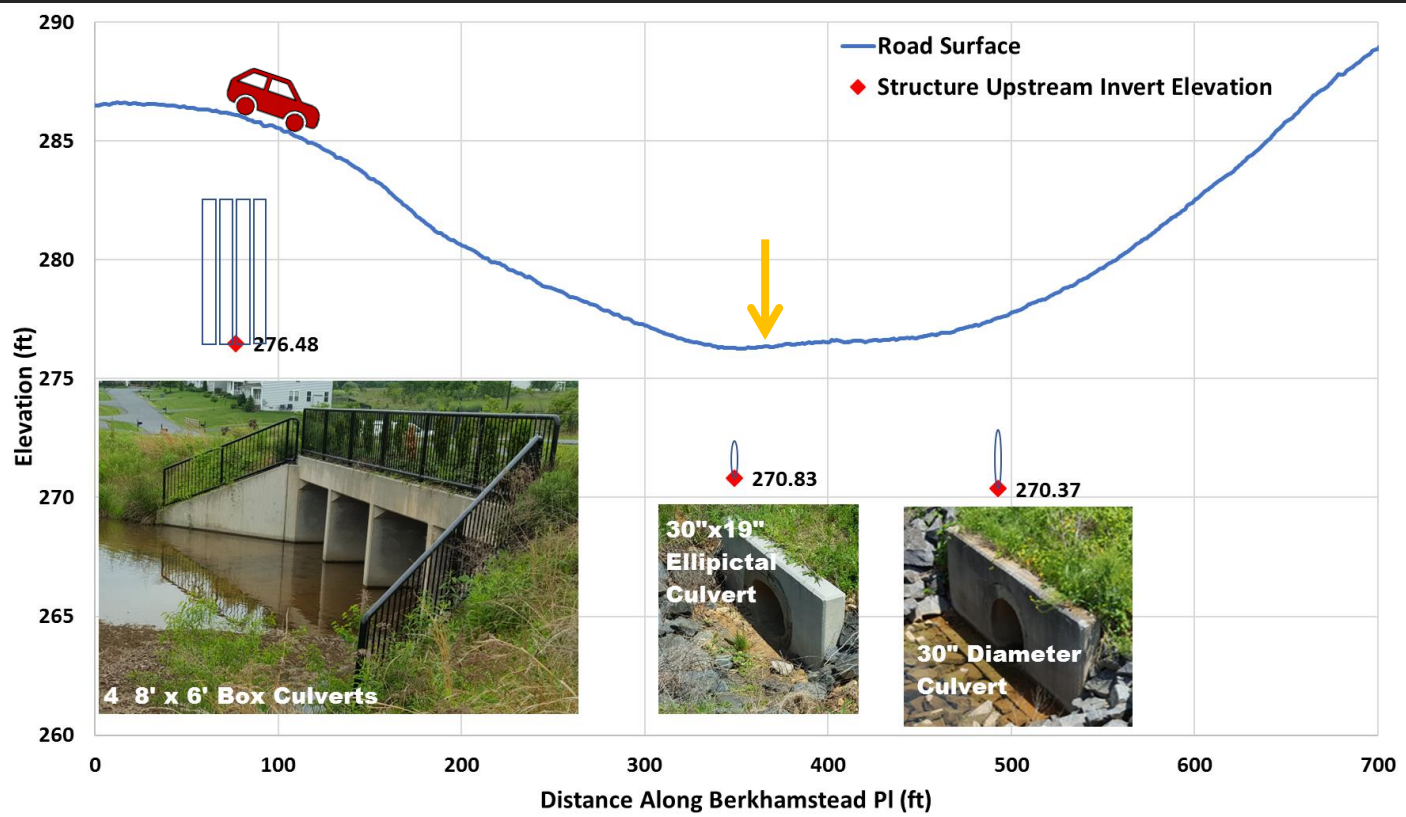 290
Road Surface
Structure Upstream Invert Elevation
285
280
276.48
275
Elevation (ft)
270.83
270
270.37
30"x19"
Ellipictal
Culvert
265
30" Diameter
Culvert
4  8' x 6' Box Culverts
260
0 100 200 300 400 500 600 700
Distance Along Berkhamstead Pl (ft)